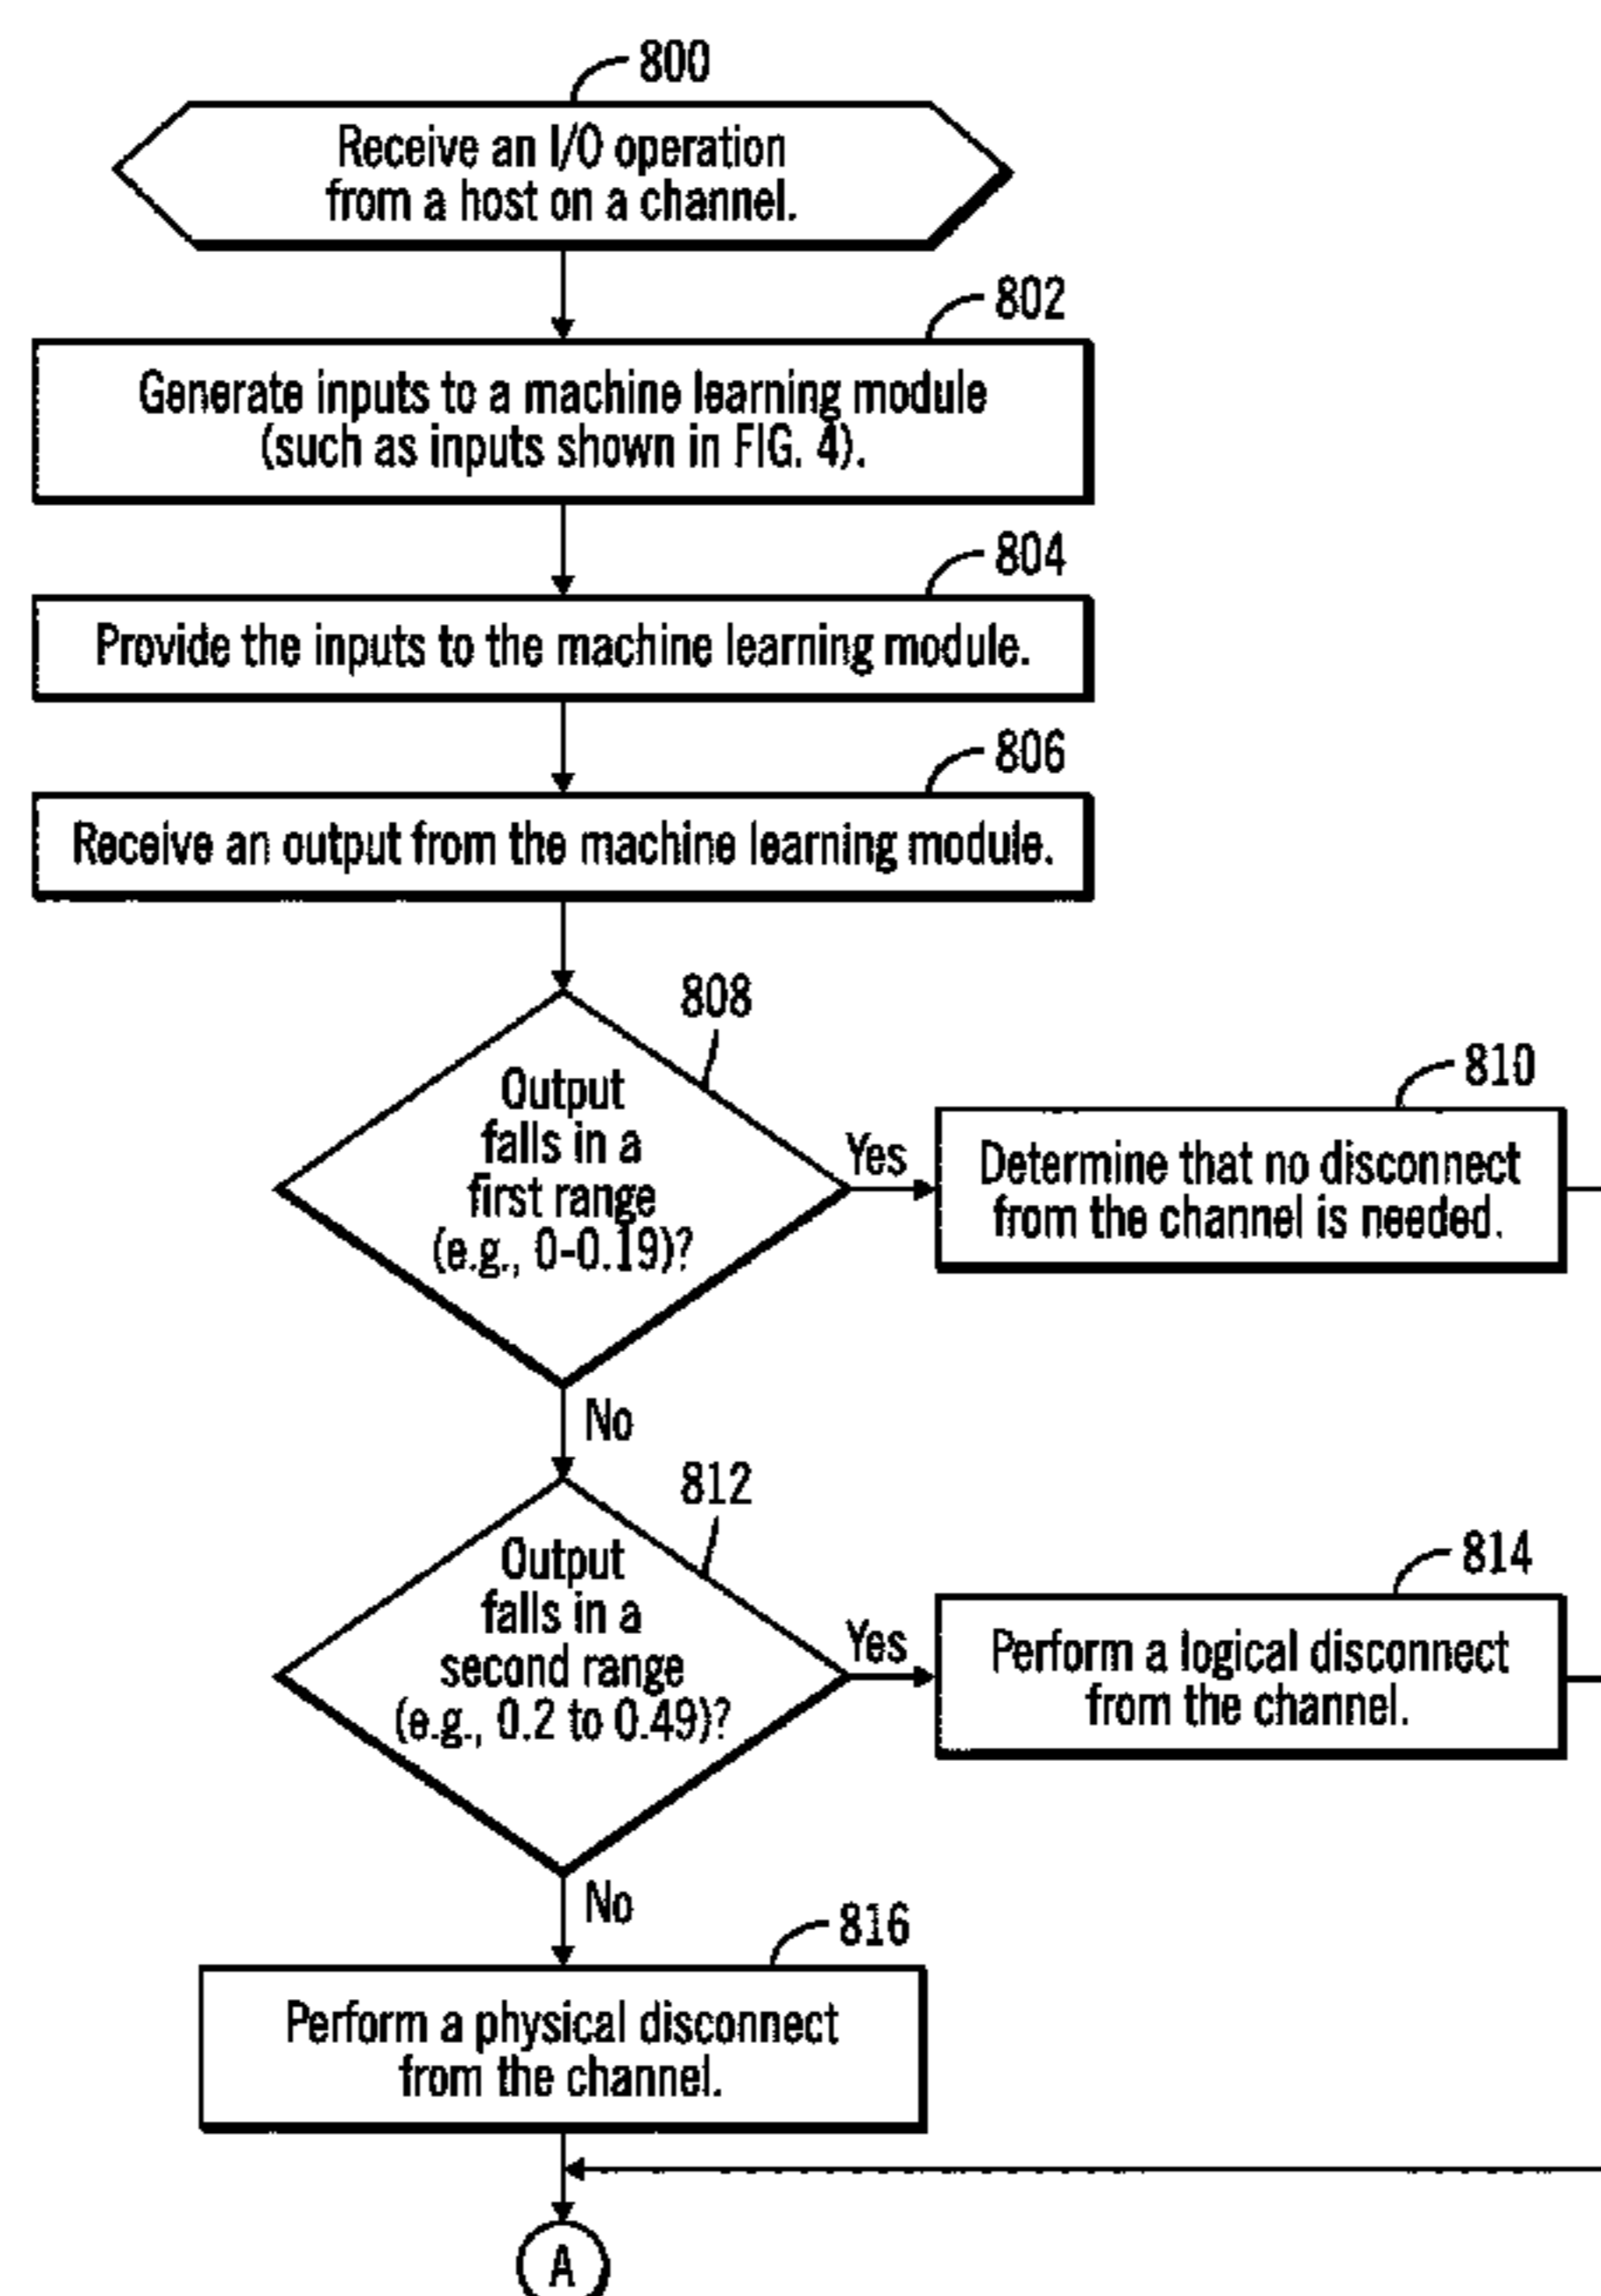 800
Receive an I/O operation
from a host on a channel.
802
Generate inputs to a machine learning module
(such as inputs shown in FIG. 4).
804
Provide the inputs to the machine learning module.
806
Receive an output from the machine learning module.
808
Output
falls in a
first range
(e.g., 0-0.19)?
Yes
810
Determine that no disconnect
from the channel is needed.
No
812
Output
falls in a
second range
(e.g., 0.2 to 0.49)?
Yes
814
Perform a logical disconnect
from the channel.
No
816
Perform a physical disconnect
from the channel.
A